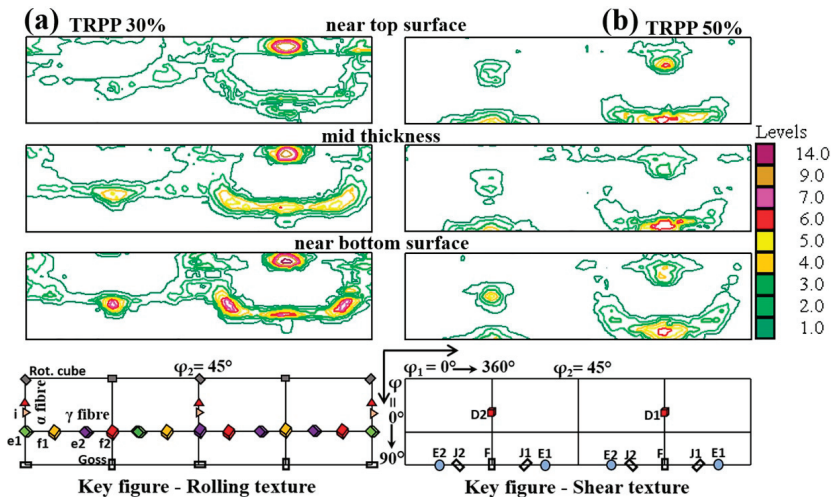 (a) TRPP 30%
near top surface
(b) TRPP 50%
mid thickness
near bottom surface
Levels
14.0
9.0
7.0
6.0
5.0
4.0
3.0
2.0
1.0
Rot. cube
φ₂= 45°
α fibre
i
γ fibre
e1
f1
e2
f2
Goss
Key figure - Rolling texture
φ₁ = 0° → 360°
φ₂= 45°
φ = 0° → 90°
D2
D1
E2
J2
F
J1
E1
E2
J2
F
J1
E1
Key figure - Shear texture